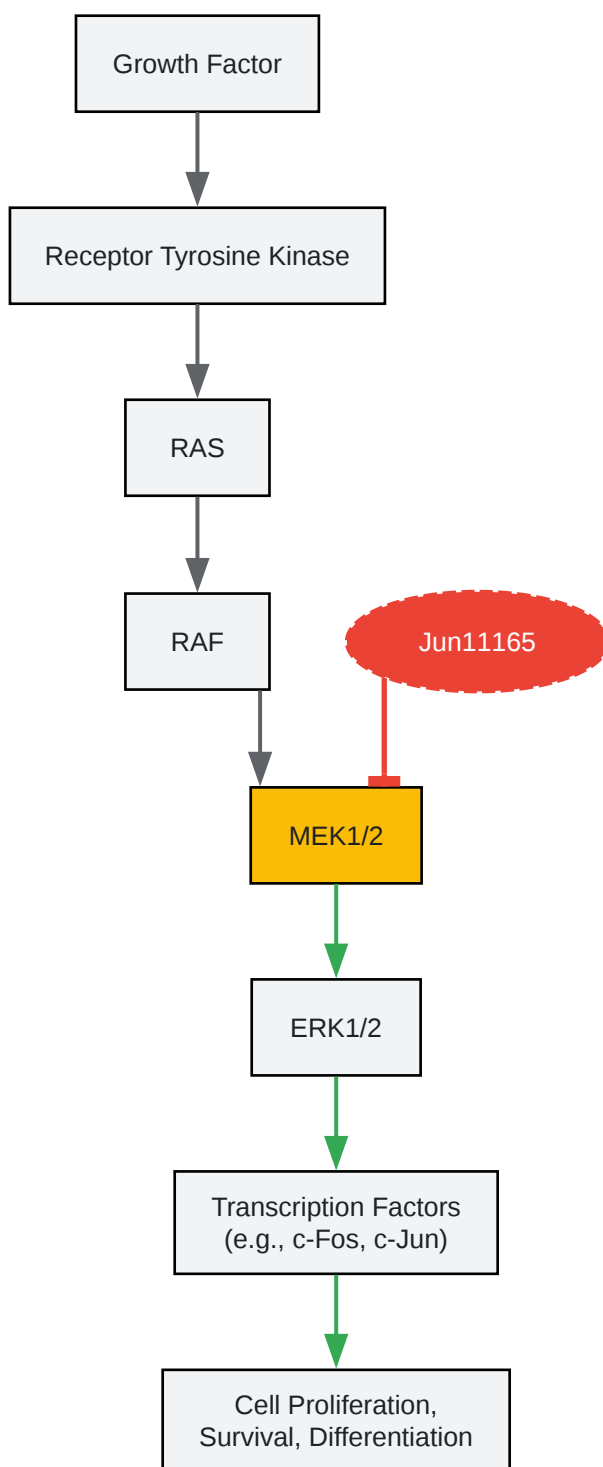 Growth Factor
Receptor Tyrosine Kinase
RAS
RAF
Jun11165
MEK1/2
ERK1/2
Transcription Factors
(e.g., c-Fos, c-Jun)
Cell Proliferation,
Survival, Differentiation